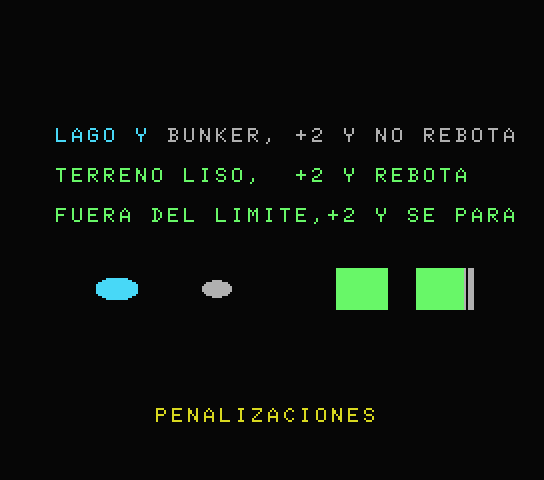 LAGO Y BUNKER, +2 Y NO REBOTA
TERRENO LISO,  +2 Y REBOTA
FUERA DEL LIMITE,+2 Y SE PARA
PENALIZACIONES